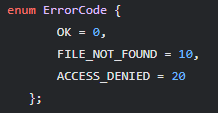 enum ErrorCode {
    OK = 0,
    FILE_NOT_FOUND = 10,
    ACCESS_DENIED = 20
};